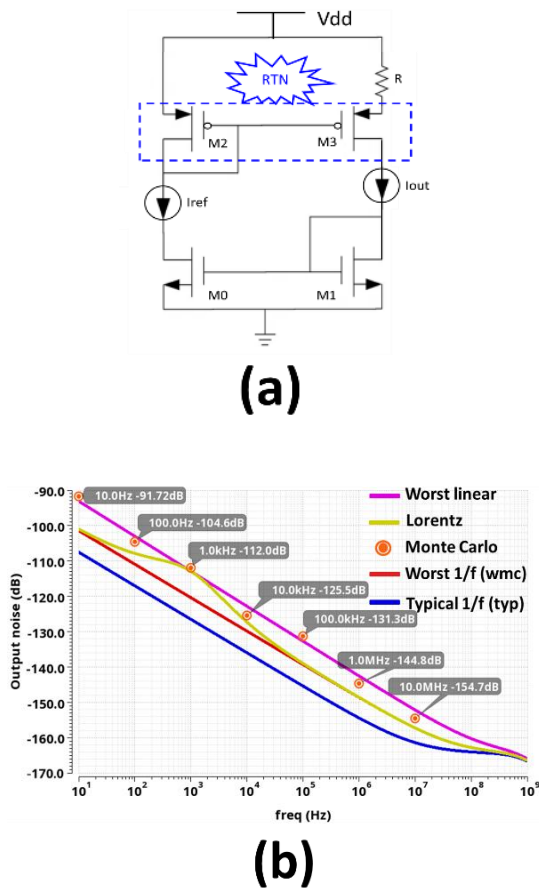 Vdd
RTN
R
M2
M3
Iref
Iout
M0
M1
(a)
-90.0
-100.0
-110.0
-120.0
-130.0
-140.0
-150.0
-160.0
-170.0
Output noise (dB)
10.0Hz -91.72dB
100.0Hz -104.6dB
1.0kHz -112.0dB
10.0kHz -125.5dB
100.0kHz -131.3dB
1.0MHz -144.8dB
10.0MHz -154.7dB
Worst linear
Lorentz
Monte Carlo
Worst 1/f (wmc)
Typical 1/f (typ)
10¹ 10² 10³ 10⁴ 10⁵ 10⁶ 10⁷ 10⁸ 10⁹
freq (Hz)
(b)